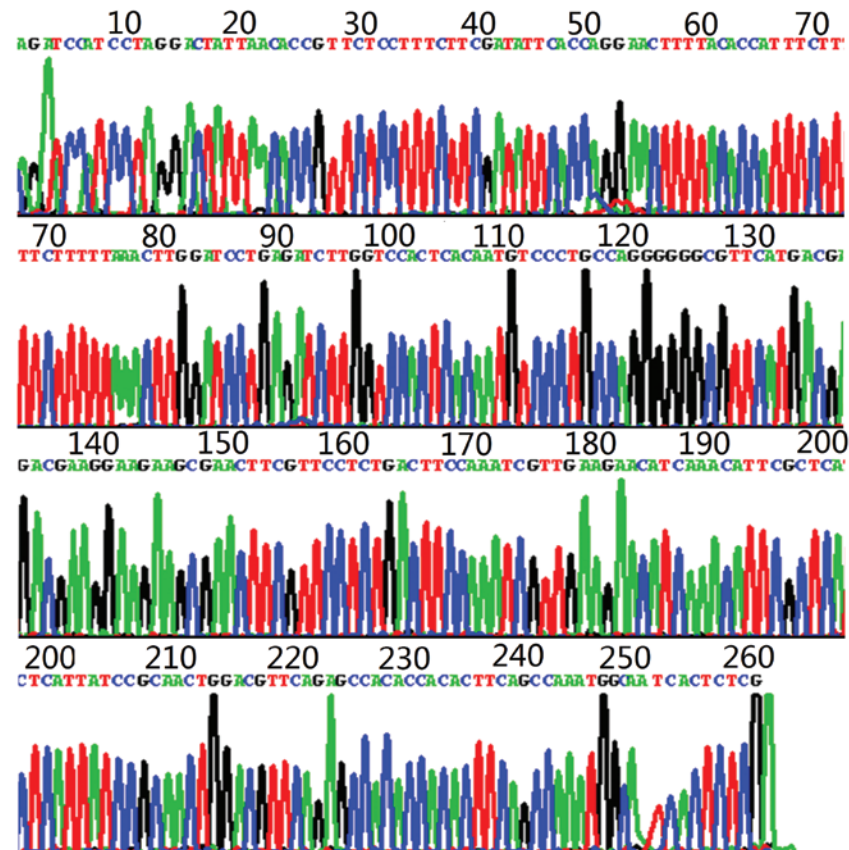 10 20 30 40 50 60 70
AGATCCATCCTAGGACTATTAACACCGTTCTCCTTTCTTCGATATTCACCAGGAACTTTTACACCATTTCTT
70 80 90 100 110 120 130
TTCTTTTTAAACTTGGATCCTGAGATCTTGGTCCACTCACAATGTCCCTGCCAGGGGGGCGTTCATGACGA
140 150 160 170 180 190 200
GACGAAGGAAGAAGCGAACTTCGTTCCTCTGACTTCCAAATCGTTGAAGAACATCAAACATTCGCTCA
200 210 220 230 240 250 260
CTCATTATCCGCAACTGGACGTTCAGAGCCACACCACACTTCAGCCAAATGGCAATCACTCTCG